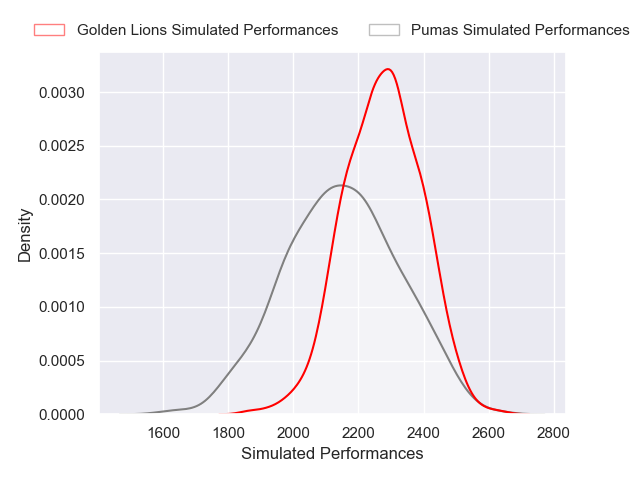 Golden Lions Simulated Performances Pumas Simulated Performances
0.0030
0.0025
0.0020
0.0015
0.0010
0.0005
0.0000
Density
1600 1800 2000 2200 2400 2600 2800
Simulated Performances